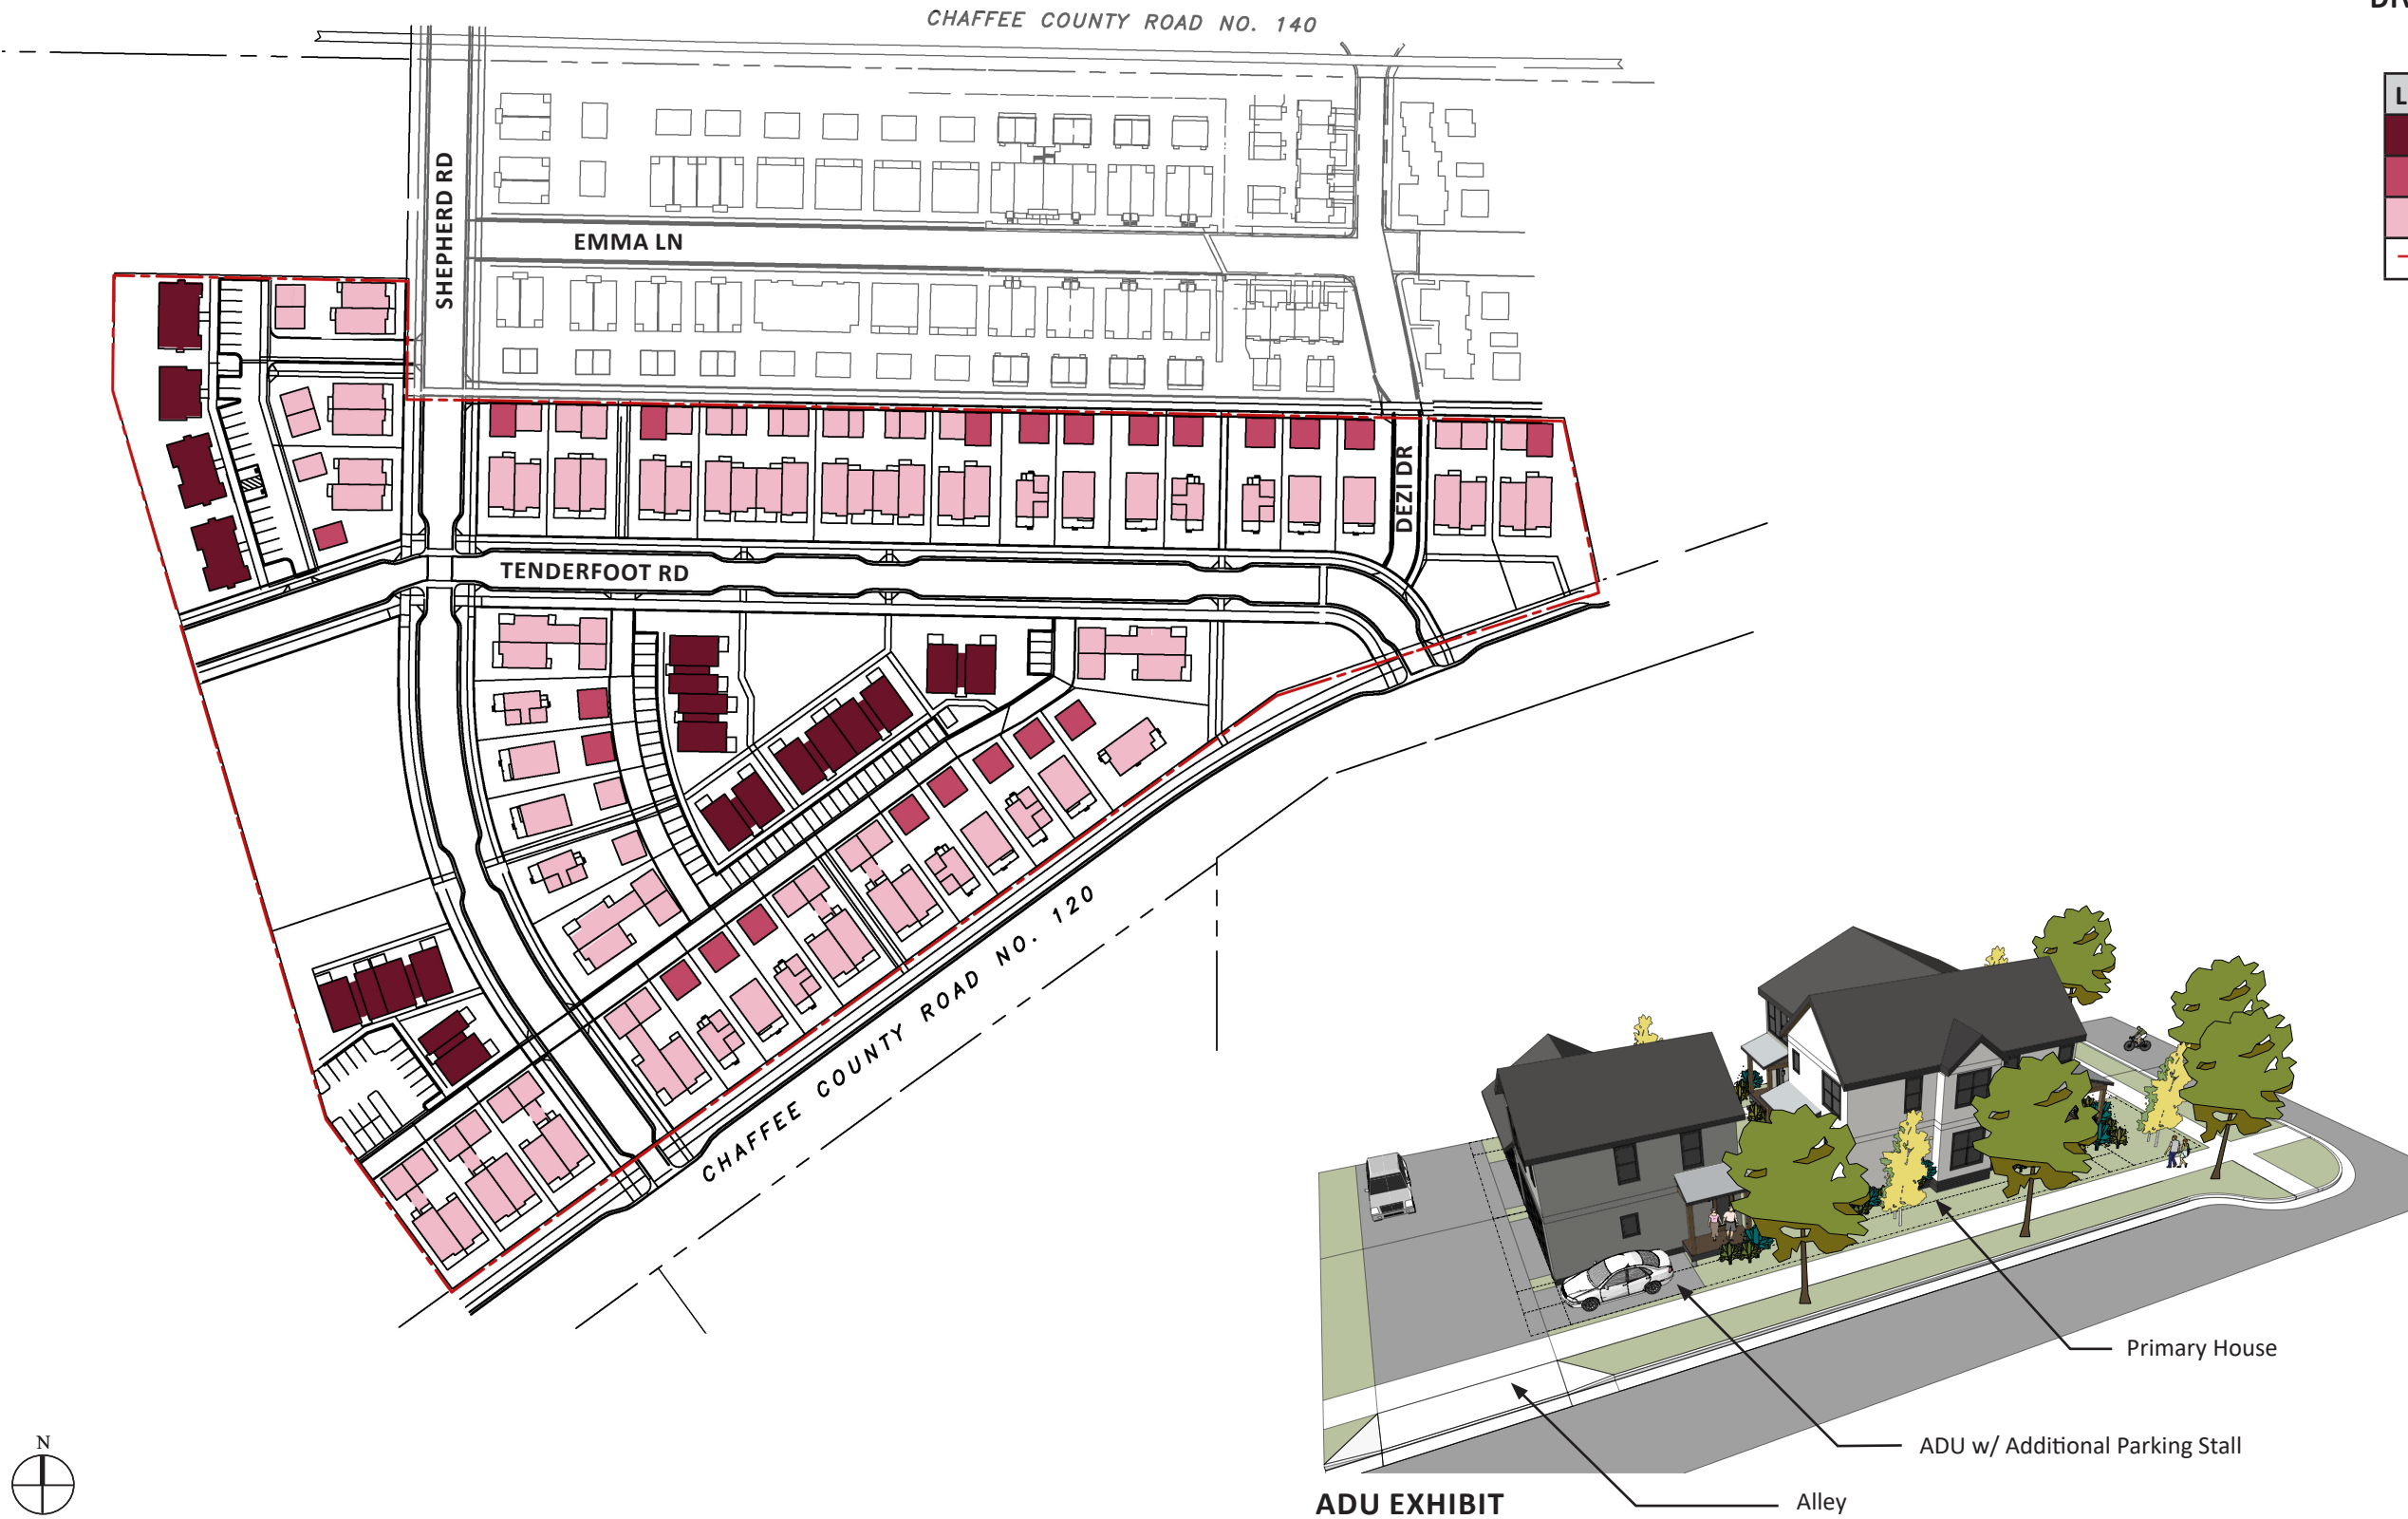 CHAFFEE COUNTY ROAD NO. 140
SHEPHERD RD
EMMA LN
DEZI DR
TENDERFOOT RD
CHAFFEE COUNTY ROAD NO. 120
Primary House
ADU w/ Additional Parking Stall
Alley
ADU EXHIBIT
N